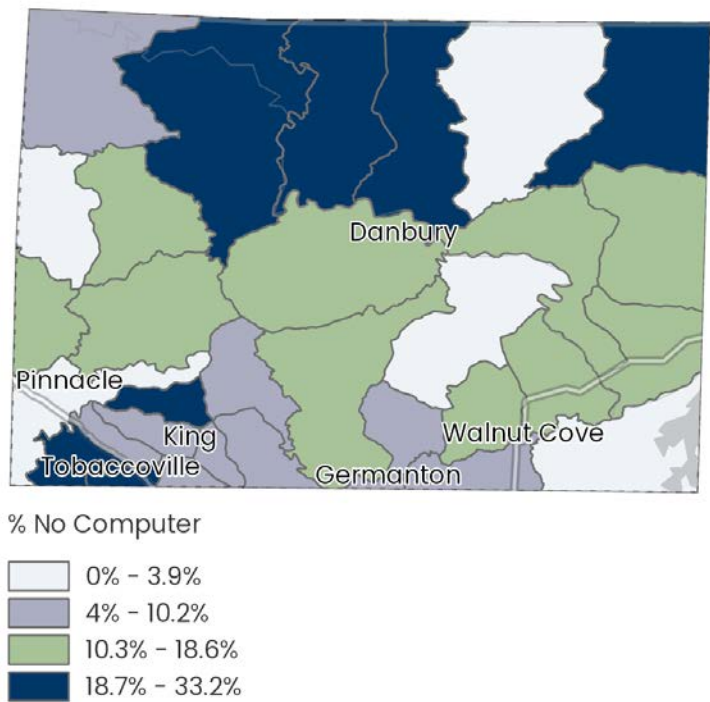 Danbury
Pinnacle
King
Walnut Cove
Tobaccoville
Germanton
% No Computer
0% - 3.9%
4% - 10.2%
10.3% - 18.6%
18.7% - 33.2%